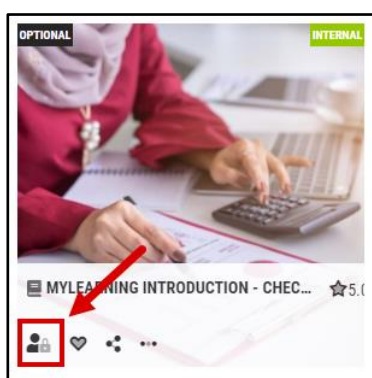 OPTIONAL
INTERNAL
MYLEARNING INTRODUCTION - CHEC...
5.0